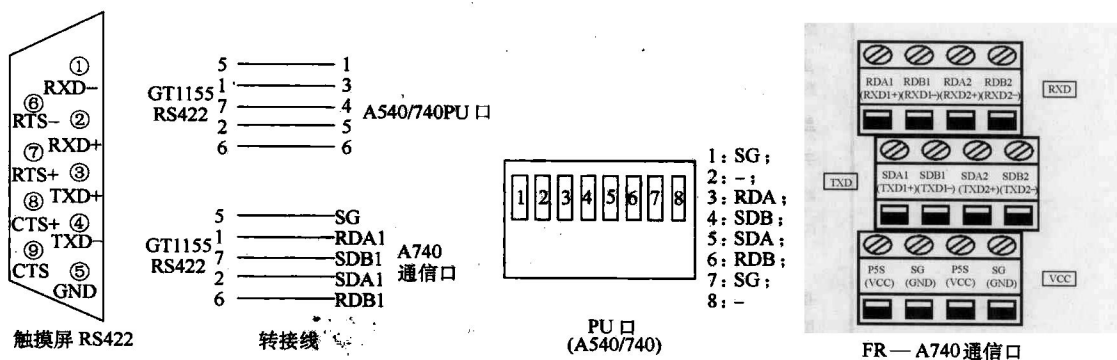 ①
RXD-
⑥
RTS- ②
RXD+
⑦
RTS+ ③
TXD+
⑧
CTS+ ④
TXD-
⑨
CTS ⑤
GND
触摸屏 RS422
GT1155
RS422
5 1
1 3
7 4
2 5
6 6
A540/740PU 口
GT1155
RS422
5 SG
1 RDA1
7 SDB1
2 SDA1
6 RDB1
A740
通信口
转接线
1 2 3 4 5 6 7 8
1: SG;
2: -;
3: RDA;
4: SDB;
5: SDA;
6: RDB;
7: SG;
8: -
PU 口
(A540/740)
RDA1 RDB1 RDA2 RDB2
(RXD1+)(RXD1-)(RXD2+)(RXD2-)
RXD
TXD
SDA1 SDB1 SDA2 SDB2
(TXD1+)(TXD1-)(TXD2+)(TXD2-)
P5S SG P5S SG
(VCC) (GND) (VCC) (GND)
VCC
FR—A740通信口